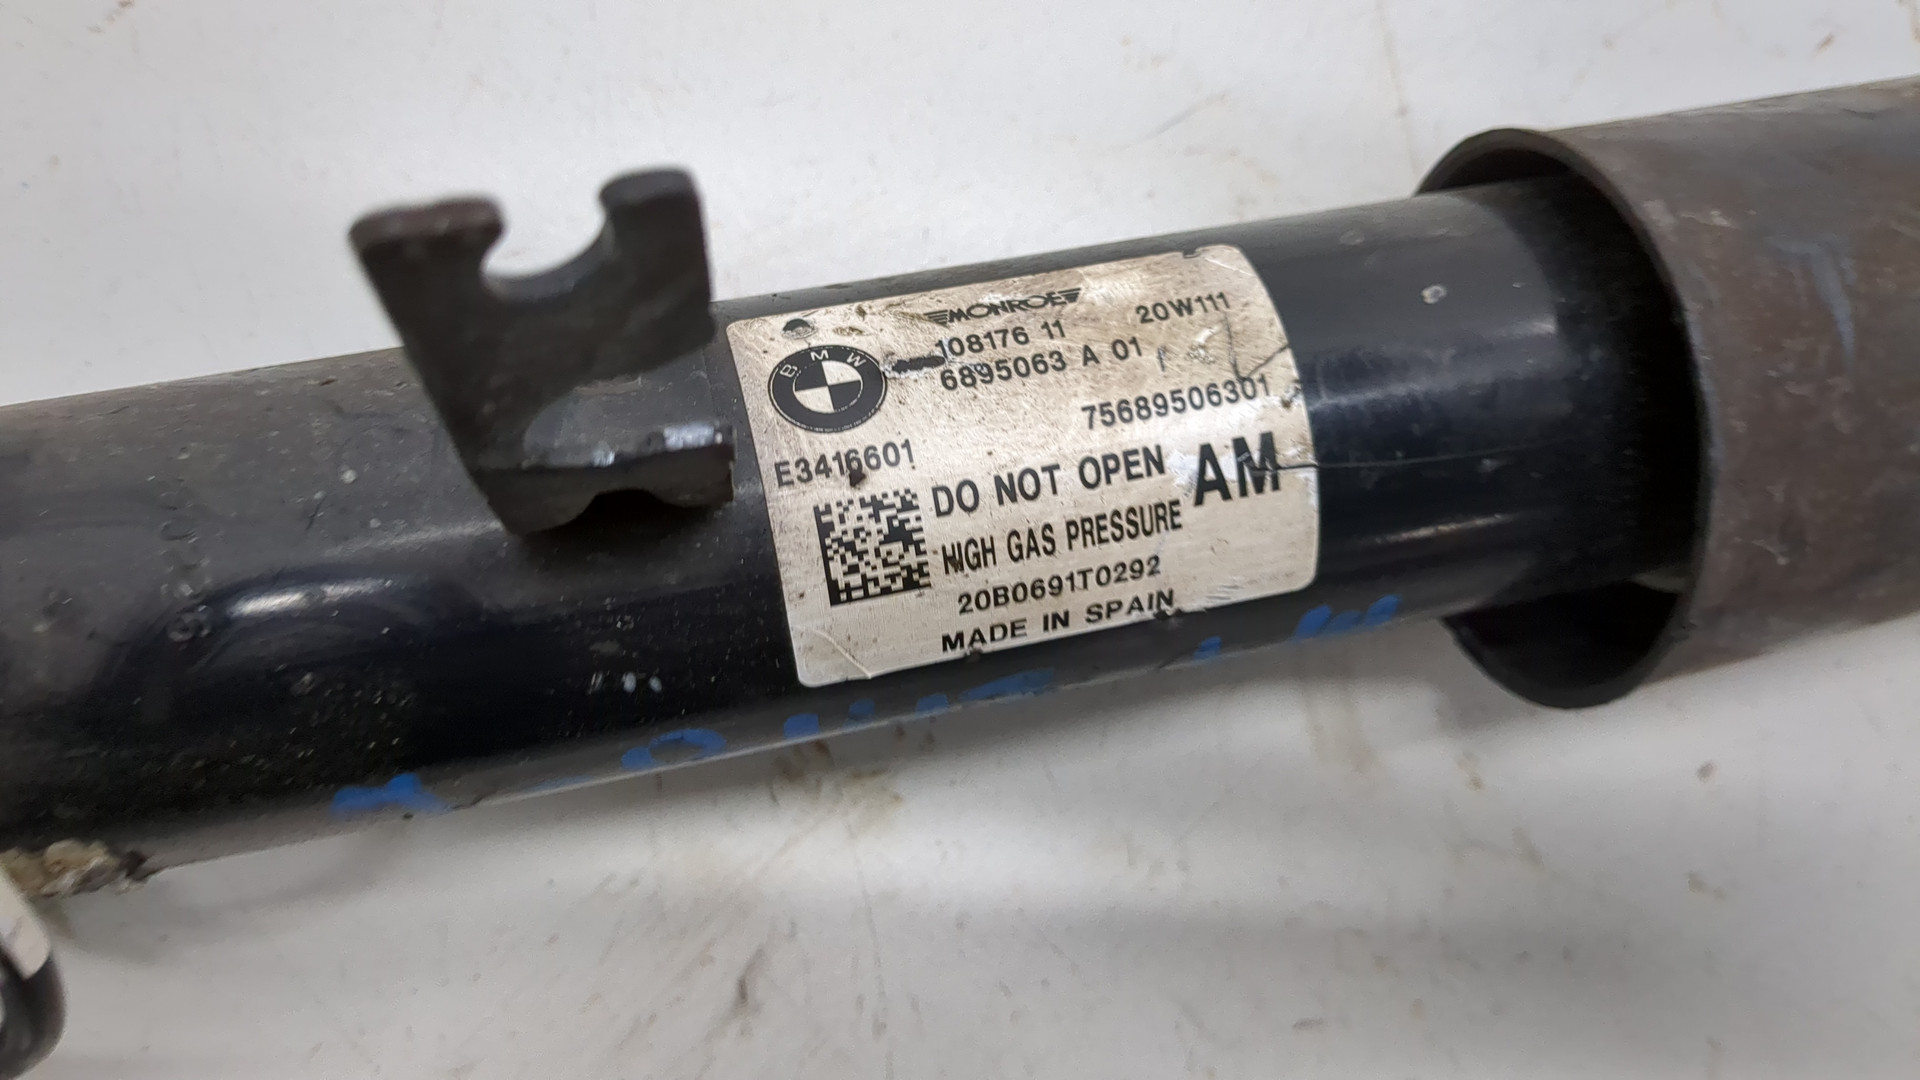 MONROE
108176 11 20W111
BMW
6895063 A 01
75689506301
E3416601
DO NOT OPEN AM
HIGH GAS PRESSURE
20B0691T0292
MADE IN SPAIN